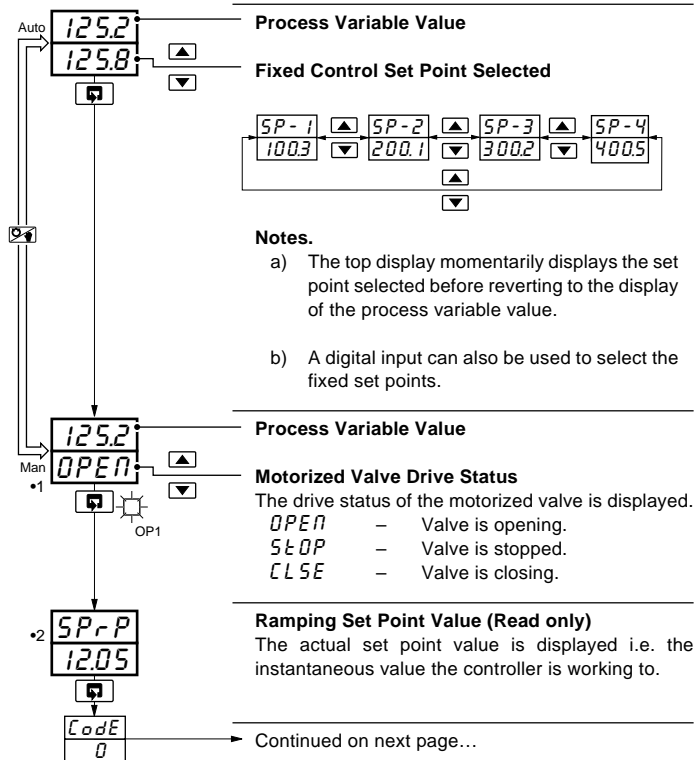 Auto
125.2
Process Variable Value
125.8
Fixed Control Set Point Selected
SP-1 SP-2 SP-3 SP-4
100.3 200.1 300.2 400.5
Notes.
a) The top display momentarily displays the set
point selected before reverting to the display
of the process variable value.
b) A digital input can also be used to select the
fixed set points.
125.2
Process Variable Value
Man
OPEN
•1
OP1
Motorized Valve Drive Status
The drive status of the motorized valve is displayed.
OPEN – Valve is opening.
StOP – Valve is stopped.
CLSE – Valve is closing.
•2
SPrP
12.05
Ramping Set Point Value (Read only)
The actual set point value is displayed i.e. the
instantaneous value the controller is working to.
CodE
0
Continued on next page…